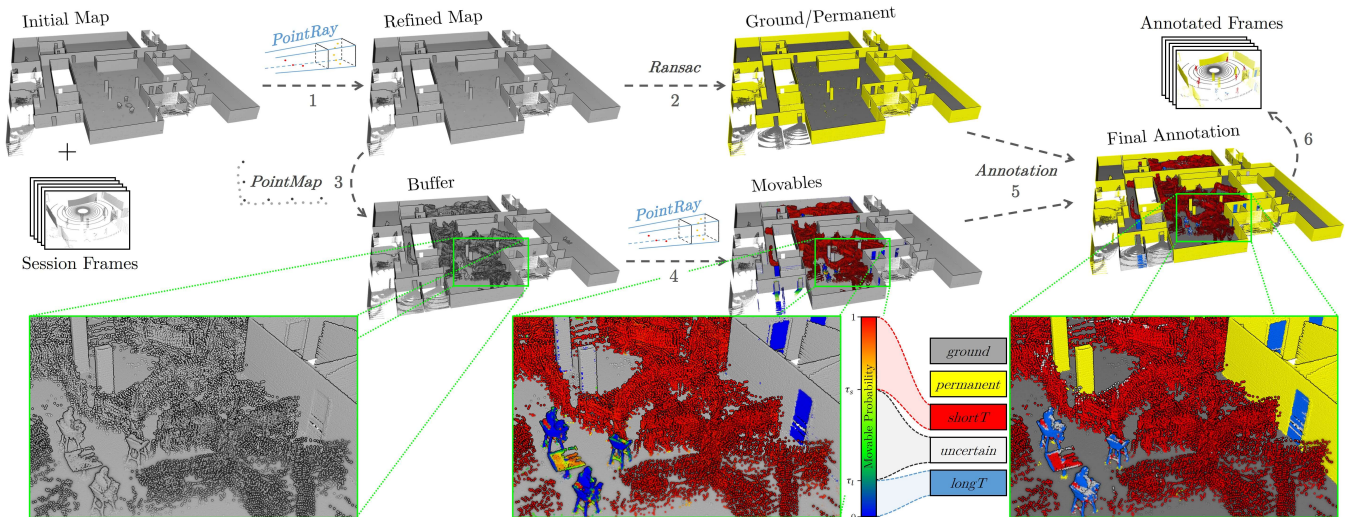 Initial Map
PointRay
1
Refined Map
Ransac
2
Ground/Permanent
Annotated Frames
6
Final Annotation
Annotation
5
PointMap
3
Buffer
PointRay
4
Movables
Session Frames
1
τs
τl
0
Movable Probability
ground
permanent
shortT
uncertain
longT